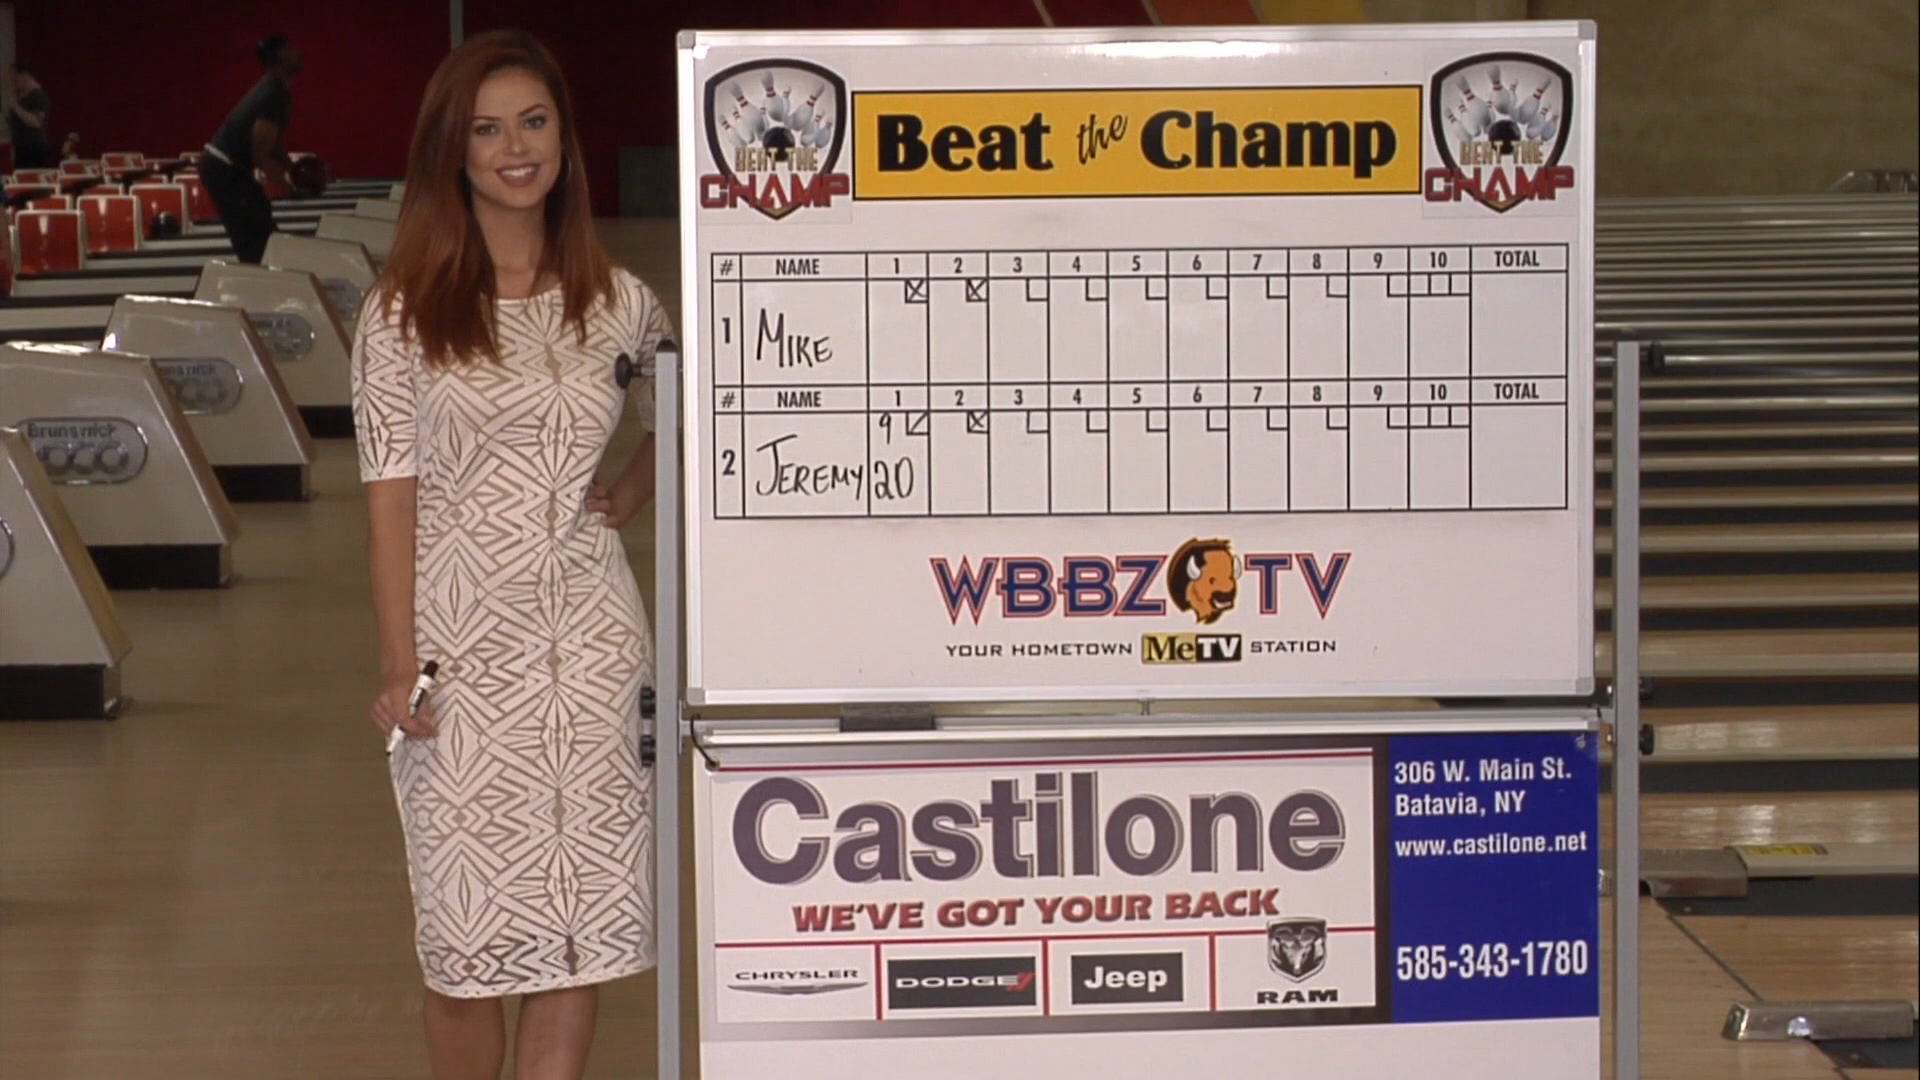 BEAT THE
CHAMP
Beat the Champ
BEAT THE
CHAMP
# NAME 1 2 3 4 5 6 7 8 9 10 TOTAL
1 MIKE X X
# NAME 1 2 3 4 5 6 7 8 9 10 TOTAL
2 JEREMY 9 / X
20
WBBZ TV
YOUR HOMETOWN MeTV STATION
Castilone
WE'VE GOT YOUR BACK
CHRYSLER
DODGE
Jeep
RAM
306 W. Main St.
Batavia, NY
www.castilone.net
585-343-1780
Brunswick